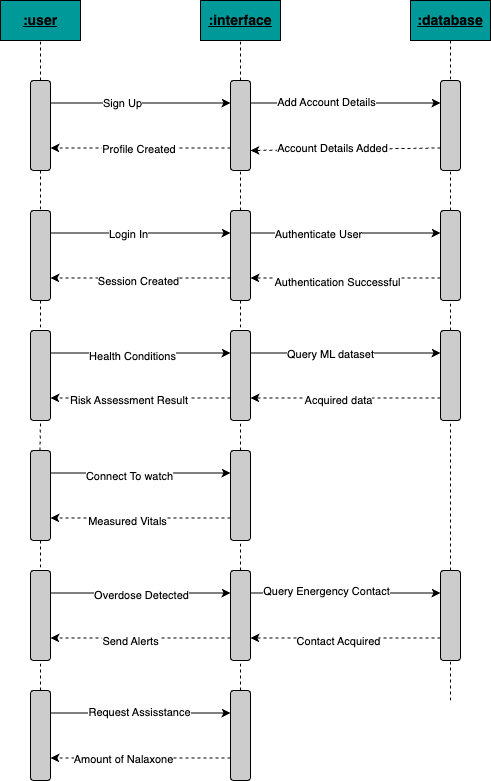 :user
:interface
:database
Sign Up
Add Account Details
Profile Created
Account Details Added
Login In
Authenticate User
Session Created
Authentication Successful
Health Conditions
Query ML dataset
Risk Assessment Result
Acquired data
Connect To watch
Measured Vitals
Overdose Detected
Query Emergency Contact
Send Alerts
Contact Acquired
Request Assisstance
Amount of Nalaxone